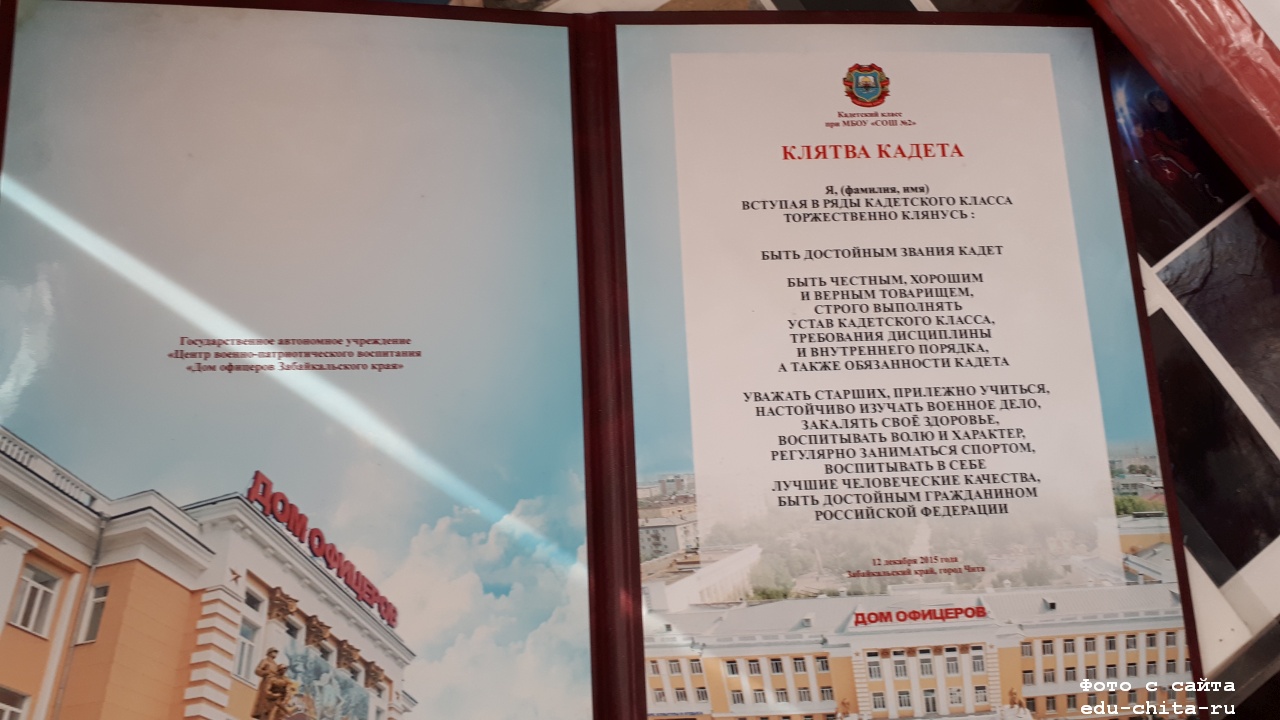 Государственное автономное учреждение
«Центр военно-патриотического воспитания
«Дом офицеров Забайкальского края»
ДОМ ОФИЦЕРОВ
Кадетский класс
при МБОУ «СОШ №2»
КЛЯТВА КАДЕТА
Я, (фамилия, имя)
ВСТУПАЯ В РЯДЫ КАДЕТСКОГО КЛАССА
ТОРЖЕСТВЕННО КЛЯНУСЬ :
БЫТЬ ДОСТОЙНЫМ ЗВАНИЯ КАДЕТ
БЫТЬ ЧЕСТНЫМ, ХОРОШИМ
И ВЕРНЫМ ТОВАРИЩЕМ,
СТРОГО ВЫПОЛНЯТЬ
УСТАВ КАДЕТСКОГО КЛАССА,
ТРЕБОВАНИЯ ДИСЦИПЛИНЫ
И ВНУТРЕННЕГО ПОРЯДКА,
А ТАКЖЕ ОБЯЗАННОСТИ КАДЕТА
УВАЖАТЬ СТАРШИХ, ПРИЛЕЖНО УЧИТЬСЯ,
НАСТОЙЧИВО ИЗУЧАТЬ ВОЕННОЕ ДЕЛО,
ЗАКАЛЯТЬ СВОЁ ЗДОРОВЬЕ,
ВОСПИТЫВАТЬ ВОЛЮ И ХАРАКТЕР,
РЕГУЛЯРНО ЗАНИМАТЬСЯ СПОРТОМ,
ВОСПИТЫВАТЬ В СЕБЕ
ЛУЧШИЕ ЧЕЛОВЕЧЕСКИЕ КАЧЕСТВА,
БЫТЬ ДОСТОЙНЫМ ГРАЖДАНИНОМ
РОССИЙСКОЙ ФЕДЕРАЦИИ
12 декабря 2015 года
Забайкальский край, город Чита
ДОМ ОФИЦЕРОВ
Фото с сайта
edu-chita-ru